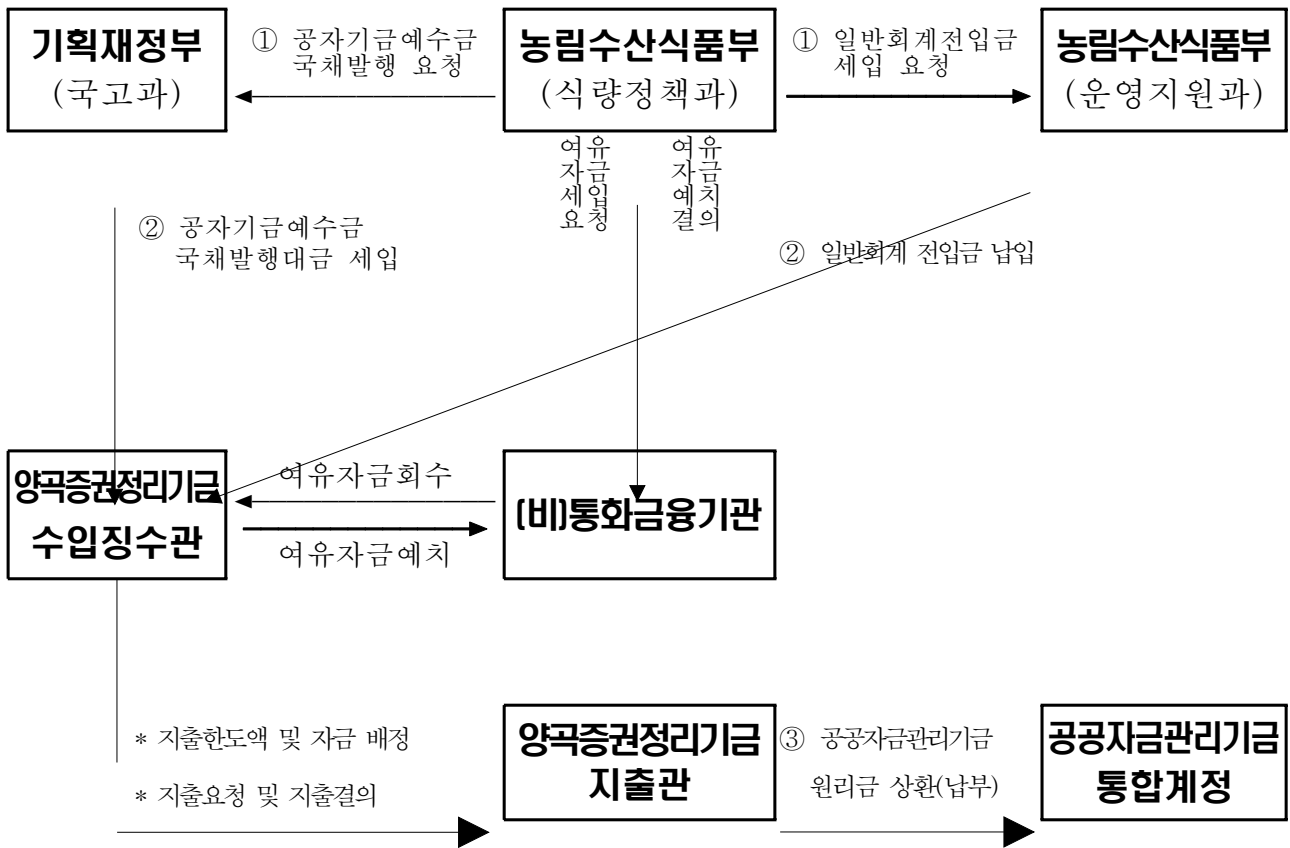 기획재정부
(국고과)
① 공자기금예수금
국채발행 요청
농림수산식품부
(식량정책과)
① 일반회계전입금
세입 요청
농림수산식품부
(운영지원과)
여유
자금
세입
요청
여유
자금
예치
결의
② 공자기금예수금
국채발행대금 세입
② 일반회계 전입금 납입
양곡증권정리기금
수입징수관
여유자금회수
여유자금예치
(비)통화금융기관
* 지출한도액 및 자금 배정
* 지출요청 및 지출결의
양곡증권정리기금
지출관
③ 공공자금관리기금
원리금 상환(납부)
공공자금관리기금
통합계정